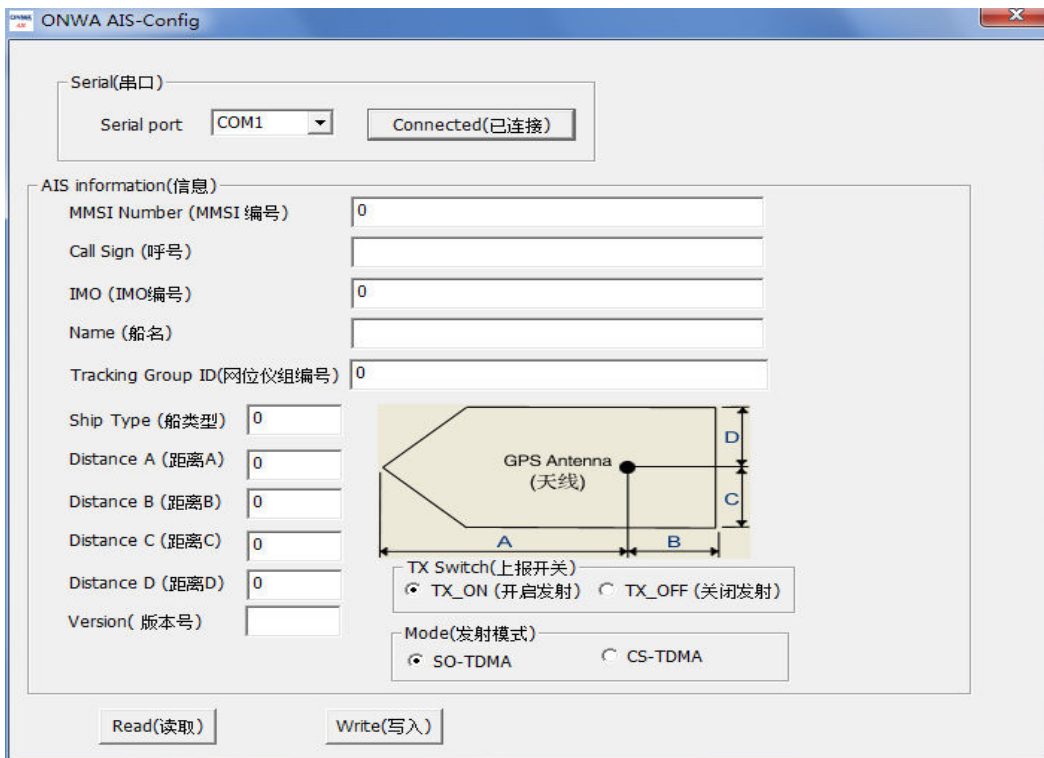 ONWA AIS-Config
Serial(串口)
Serial port COM1 Connected(已连接)
AIS information(信息)
MMSI Number (MMSI 编号) 0
Call Sign (呼号)
IMO (IMO编号) 0
Name (船名)
Tracking Group ID(网位仪组编号) 0
Ship Type (船类型) 0
Distance A (距离A) 0
Distance B (距离B) 0
Distance C (距离C) 0
Distance D (距离D) 0
Version( 版本号)
GPS Antenna
(天线)
D
C
A B
TX Switch(上报开关)
TX_ON (开启发射) TX_OFF (关闭发射)
Mode(发射模式)
SO-TDMA CS-TDMA
Read(读取) Write(写入)